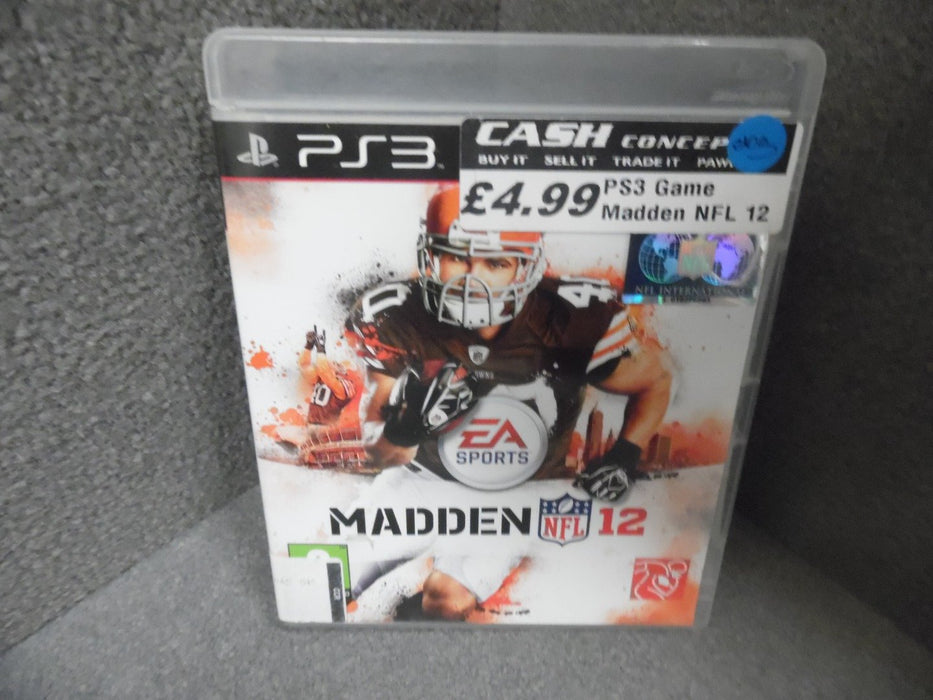 PS3
CASH CONCEP
BUY IT SELL IT TRADE IT PAW
£4.99 PS3 Game
Madden NFL 12
NFL INTERNATIONAL
40
EA
SPORTS
MADDEN NFL 12